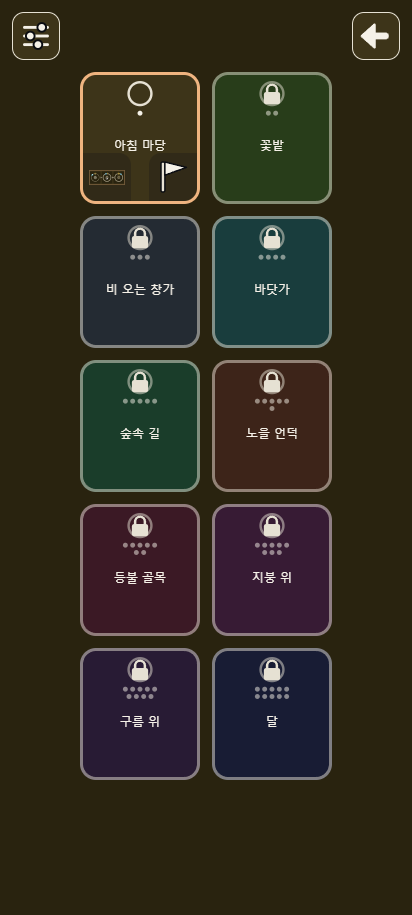 아침 마당
꽃밭
비 오는 창가
바닷가
숲속 길
노을 언덕
등불 골목
지붕 위
구름 위
달